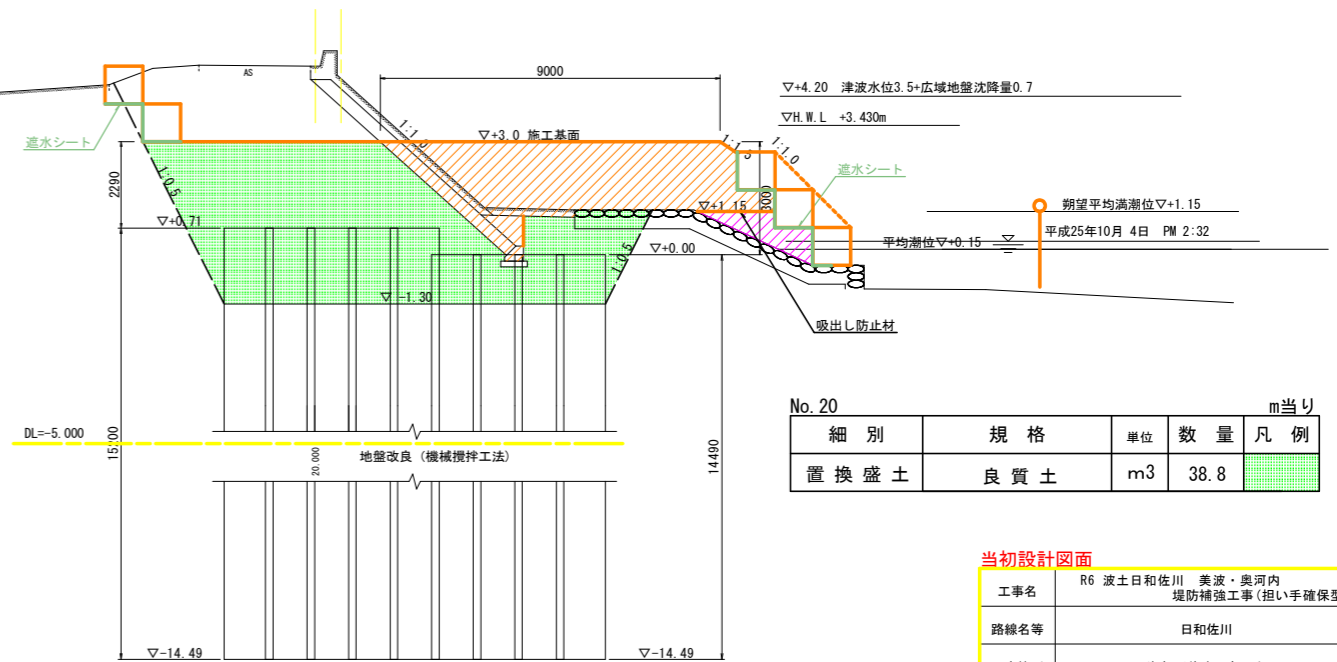 AS
9000
▽+4.20 津波水位3.5+広域地盤沈降量0.7
▽H.W.L +3.430m
遮水シート
▽+3.0 施工基面
1:1.0
1:1.5
1:1.0
遮水シート
2290
1:0.5
3000
▽+1.15
期望平均満潮位▽+1.15
▽+0.71
平成25年10月 4日 PM 2:32
▽+0.00
平均潮位▽+0.15
1:0.5
▽-1.30
吸出し防止材
No.20
m当り
細別 規格 単位 数量 凡例
置換盛土 良質土 m3 38.8
DL=-5.000
15200
20.000
地盤改良（機械攪拌工法）
14490
当初設計図面
工事名 R6 波土日和佐川 美波・奥河内
堤防補強工事(担い手確保型
路線名等 日和佐川
▽-14.49
▽-14.49